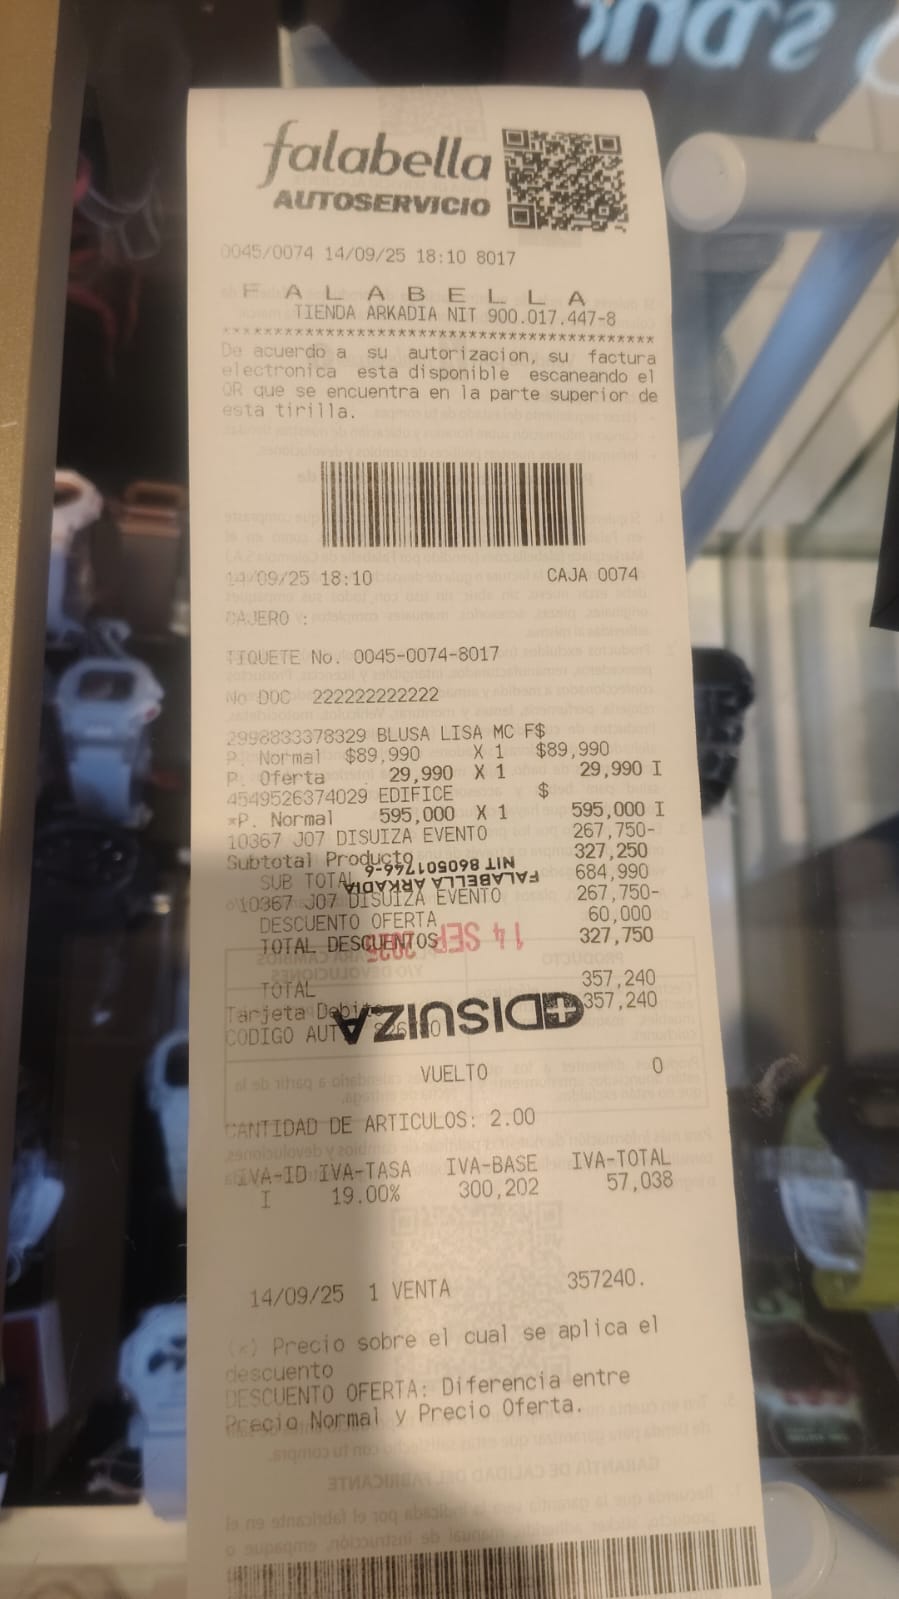 falabella
AUTOSERVICIO
0045/0074 14/09/25 18:10 8017
F A L A B E L L A
TIENDA ARKADIA NIT 900.017.447-8
*****************************************
De acuerdo a su autorizacion, su factura
electronica esta disponible escaneando el
QR que se encuentra en la parte superior de
esta tirilla.
14/09/25 18:10 CAJA 0074
CAJERO :
TIQUETE No. 0045-0074-8017
No DOC 222222222222
2998833378329 BLUSA LISA MC F$
P. Normal $89,990 X 1 $89,990
P. Oferta 29,990 X 1 29,990 I
4549526374029 EDIFICE $
*P. Normal 595,000 X 1 595,000 I
10367 J07 DISUIZA EVENTO 267,750-
Subtotal Producto 327,250
NIT 860501746-6
SUB TOTAL 684,990
FALABELLA ARKADIA
10367 J07 DISUIZA EVENTO 267,750-
DESCUENTO OFERTA 60,000
TOTAL DESCUENTOS 327,750
14 SEP 2025
TOTAL 357,240
Tarjeta Debito 357,240
DISUIZA
CODIGO AUT
VUELTO 0
CANTIDAD DE ARTICULOS: 2.00
IVA-ID IVA-TASA IVA-BASE IVA-TOTAL
I 19.00% 300,202 57,038
14/09/25 1 VENTA 357240.
(*) Precio sobre el cual se aplica el
descuento
DESCUENTO OFERTA: Diferencia entre
Precio Normal y Precio Oferta.